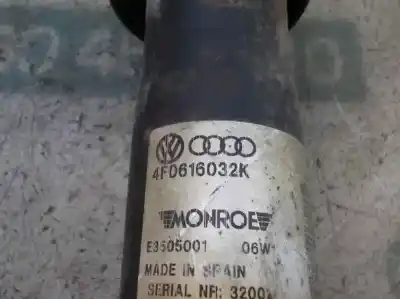 4F0616032K
MONROE
E3505001 06W
MADE IN SPAIN
SERIAL NR: 3200